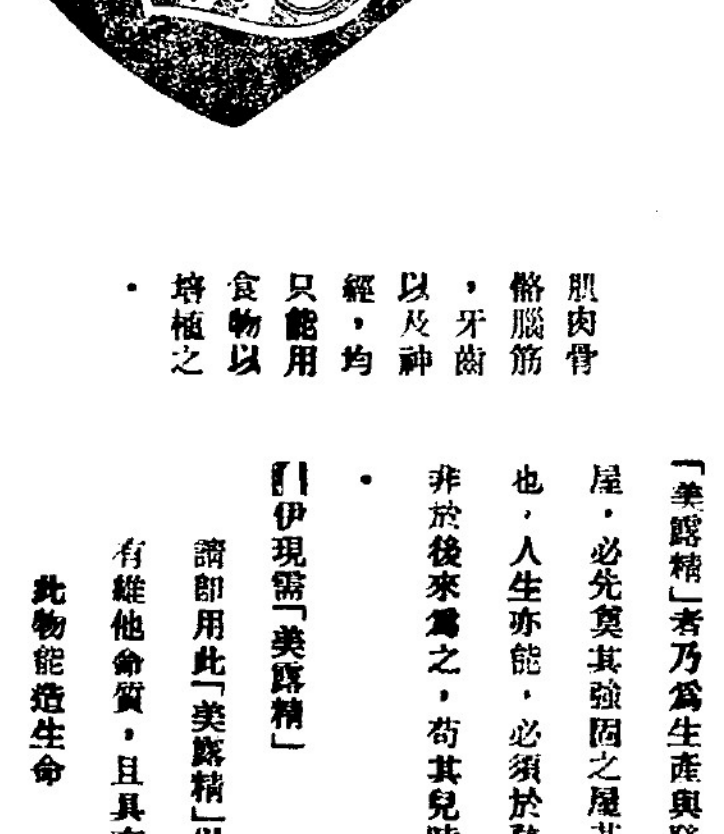 肌肉骨
骼腦筋
，牙齒
以及神
經，均
只能用
食物以
培植之
．
「美露精」者乃爲生產與
屋．必先奠其強固之屋
也，人生亦能．必須於
非於後來爲之，苟其兒時
．
伊現需「美露精」
請即用此「美露精」
有維他命質，且具
此物能造生命